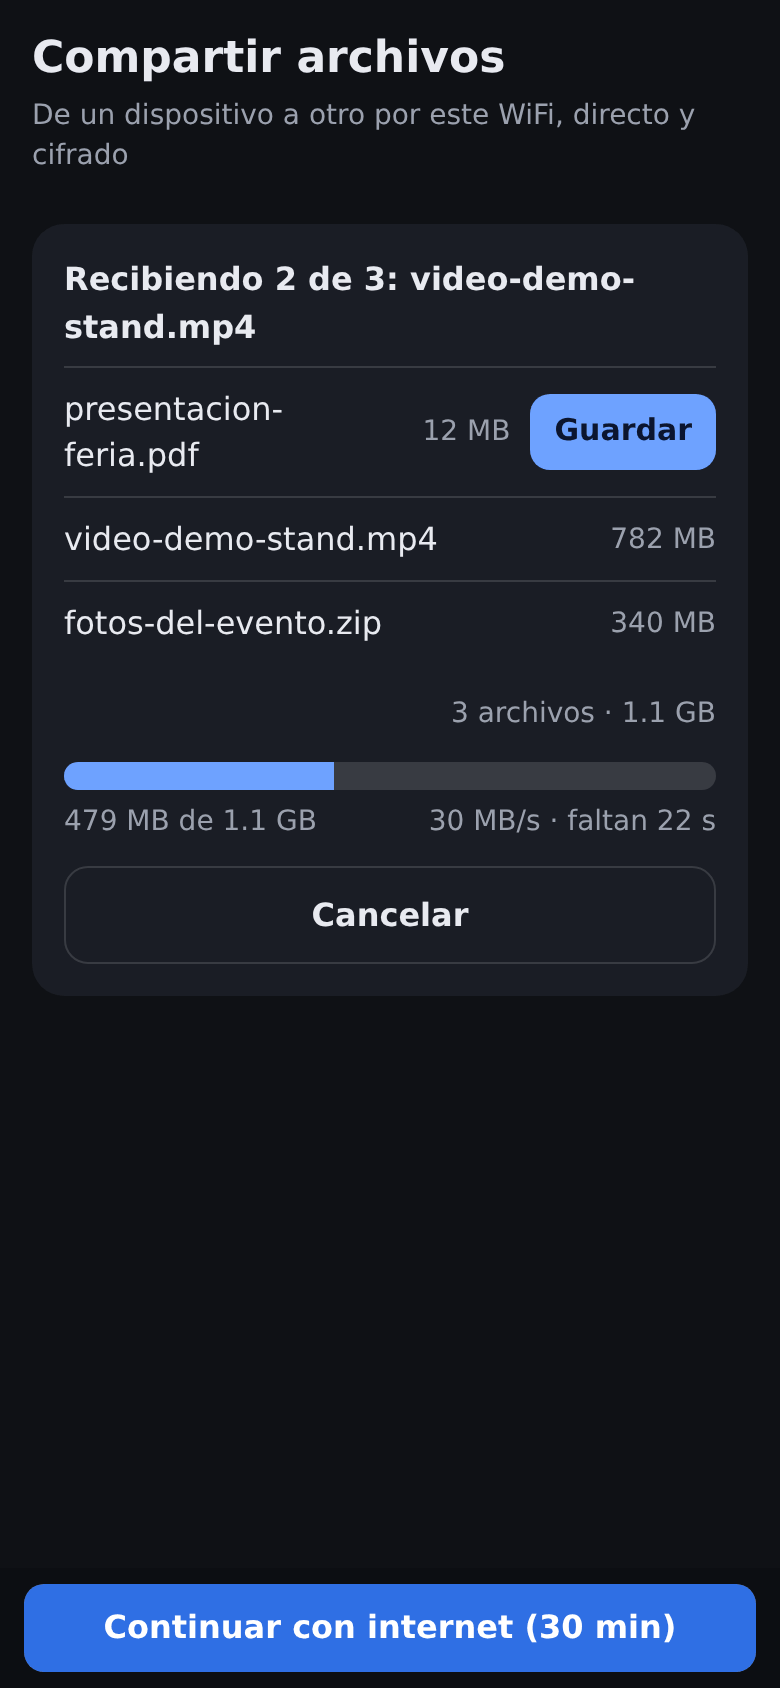 Compartir archivos
De un dispositivo a otro por este WiFi, directo y
cifrado
Recibiendo 2 de 3: video-demo-
stand.mp4
presentacion-
feria.pdf
12 MB
Guardar
video-demo-stand.mp4 782 MB
fotos-del-evento.zip 340 MB
3 archivos · 1.1 GB
479 MB de 1.1 GB 30 MB/s · faltan 22 s
Cancelar
Continuar con internet (30 min)